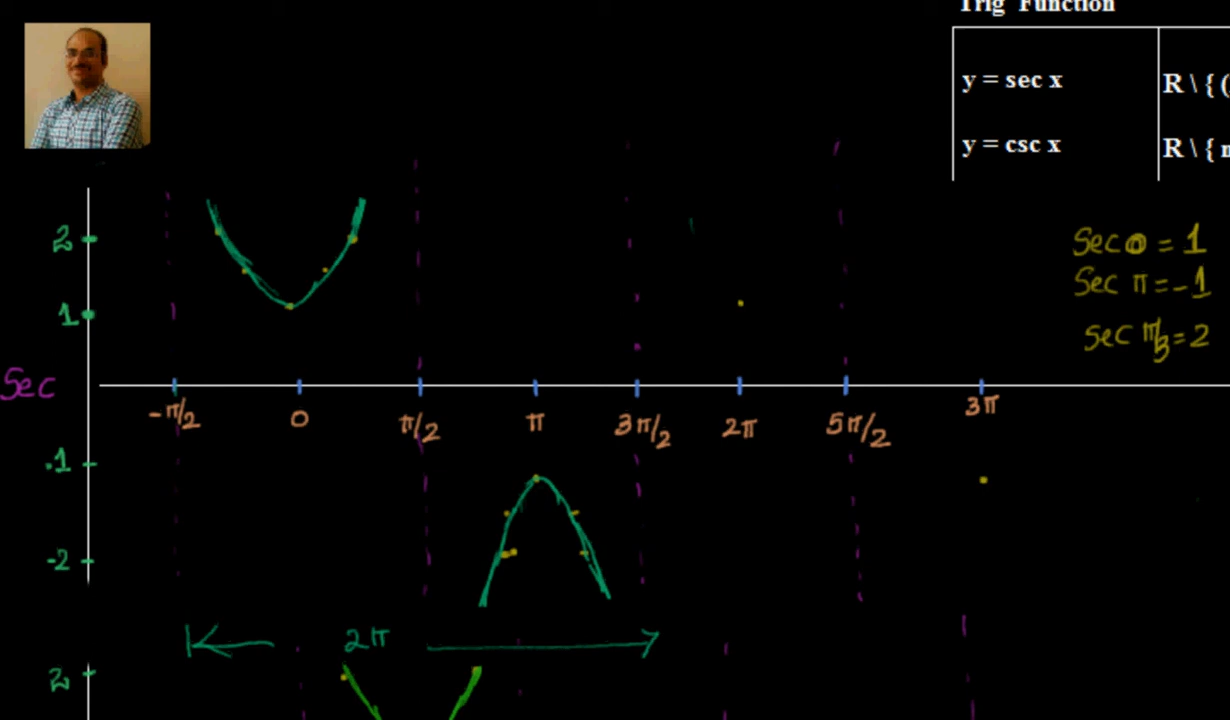 Trig Function
y = sec x R \ { (
y = csc x R \ {
2
1
Sec 0 = 1
Sec π = -1
Sec π/3 = 2
Sec
-π/2 0 π/2 π 3π/2 2π 5π/2 3π
-1
-2
2π
2